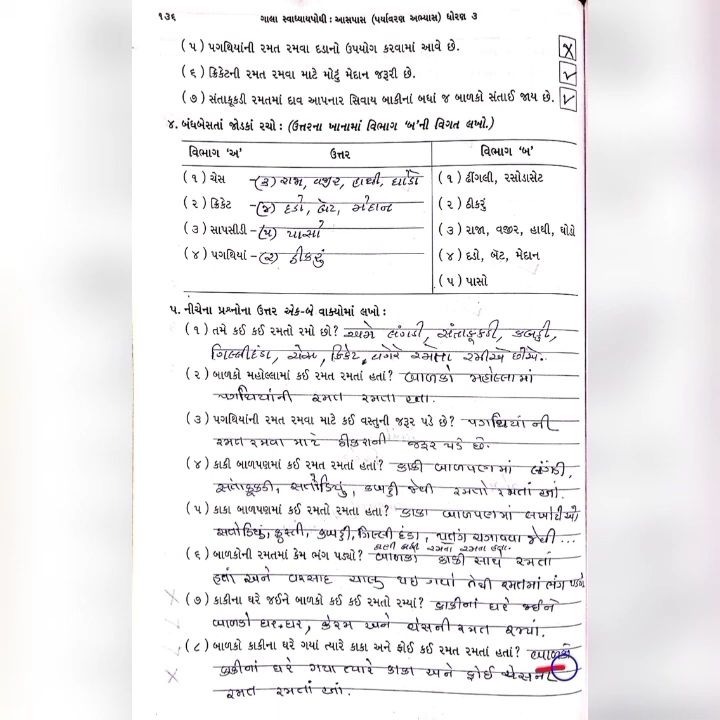 ૧૩૬ ગાલા સ્વાધ્યાયપોથી : આસપાસ (પર્યાવરણ અભ્યાસ) ધોરણ ૩
(૫) પગથિયાંની રમત રમવા દડાનો ઉપયોગ કરવામાં આવે છે. ×
(૬) ક્રિકેટની રમત રમવા માટે મોટું મેદાન જરૂરી છે. ✓
(૭) સંતાકૂકડી રમતમાં દાવ આપનાર સિવાય બાકીનાં બધાં જ બાળકો સંતાઈ જાય છે. ✓
૪. બંધબેસતાં જોડકાં રચો : (ઉત્તરના ખાનામાં વિભાગ ‘બ’ની વિગત લખો.)
વિભાગ ‘અ’ ઉત્તર વિભાગ ‘બ’
(૧) ચેસ -(૩) રાજા, વજીર, હાથી, ઘોડો (૧) ઢીંગલી, રસોડાસેટ
(૨) ક્રિકેટ -(૪) દડો, બેટ, મેદાન (૨) ઠીકરું
(૩) સાપસીડી -(૫) પાસો (૩) રાજા, વજીર, હાથી, ઘોડો
(૪) પગથિયાં -(૨) ઠીકરું (૪) દડો, બૅટ, મેદાન
(૫) પાસો
૫. નીચેના પ્રશ્નોના ઉત્તર એક-બે વાક્યોમાં લખો :
(૧) તમે કઈ કઈ રમતો રમો છો? અમે લંગડી, સંતાકૂકડી, કબડ્ડી,
ગિલ્લીદંડા, ચેસ, ક્રિકેટ, વગેરે રમતો રમીએ છીએ.
(૨) બાળકો મહોલ્લામાં કઈ રમત રમતાં હતાં? બાળકો મહોલ્લામાં
પગથિયાંની રમત રમતા હતા.
(૩) પગથિયાંની રમત રમવા માટે કઈ વસ્તુની જરૂર પડે છે? પગથિયાં ની
રમત રમવા માટે ઠીકરાની જરૂર પડે છે.
(૪) કાકી બાળપણમાં કઈ રમત રમતાં હતાં? કાકી બાળપણમાં લંગડી,
સંતાકૂકડી, સતોડિયું, કબડ્ડી જેવી રમતો રમતાં હતાં.
(૫) કાકા બાળપણમાં કઈ રમતો રમતા હતા? કાકા બાળપણમાં લખોટીઓ
સતોડિયું, કુસ્તી, કબડ્ડી, ગિલ્લી દંડા, પતંગ ચગાવવા જેવી ...
રમતો રમતા હતા.
(૬) બાળકોની રમતમાં કેમ ભંગ પડ્યો? બાળકો કાકી સાથે રમતાં
હતાં અને વરસાદ ચાલુ થઇ ગયો તેથી રમતમાં ભંગ પડ્યો
(૭) કાકીના ઘરે જઈને બાળકો કઈ કઈ રમતો રમ્યાં? કાકીનાં ઘરે જઈને
બાળકો ઘર-ઘર, કેરમ અને ચેસની રમત રમ્યાં.
(૮) બાળકો કાકીના ઘરે ગયાં ત્યારે કાકા અને ફોઈ કઈ રમત રમતાં હતાં? બાળકો
કાકીનાં ઘરે ગયા ત્યારે કાકા અને ફોઈ ચેસની
રમત રમતાં હતાં.